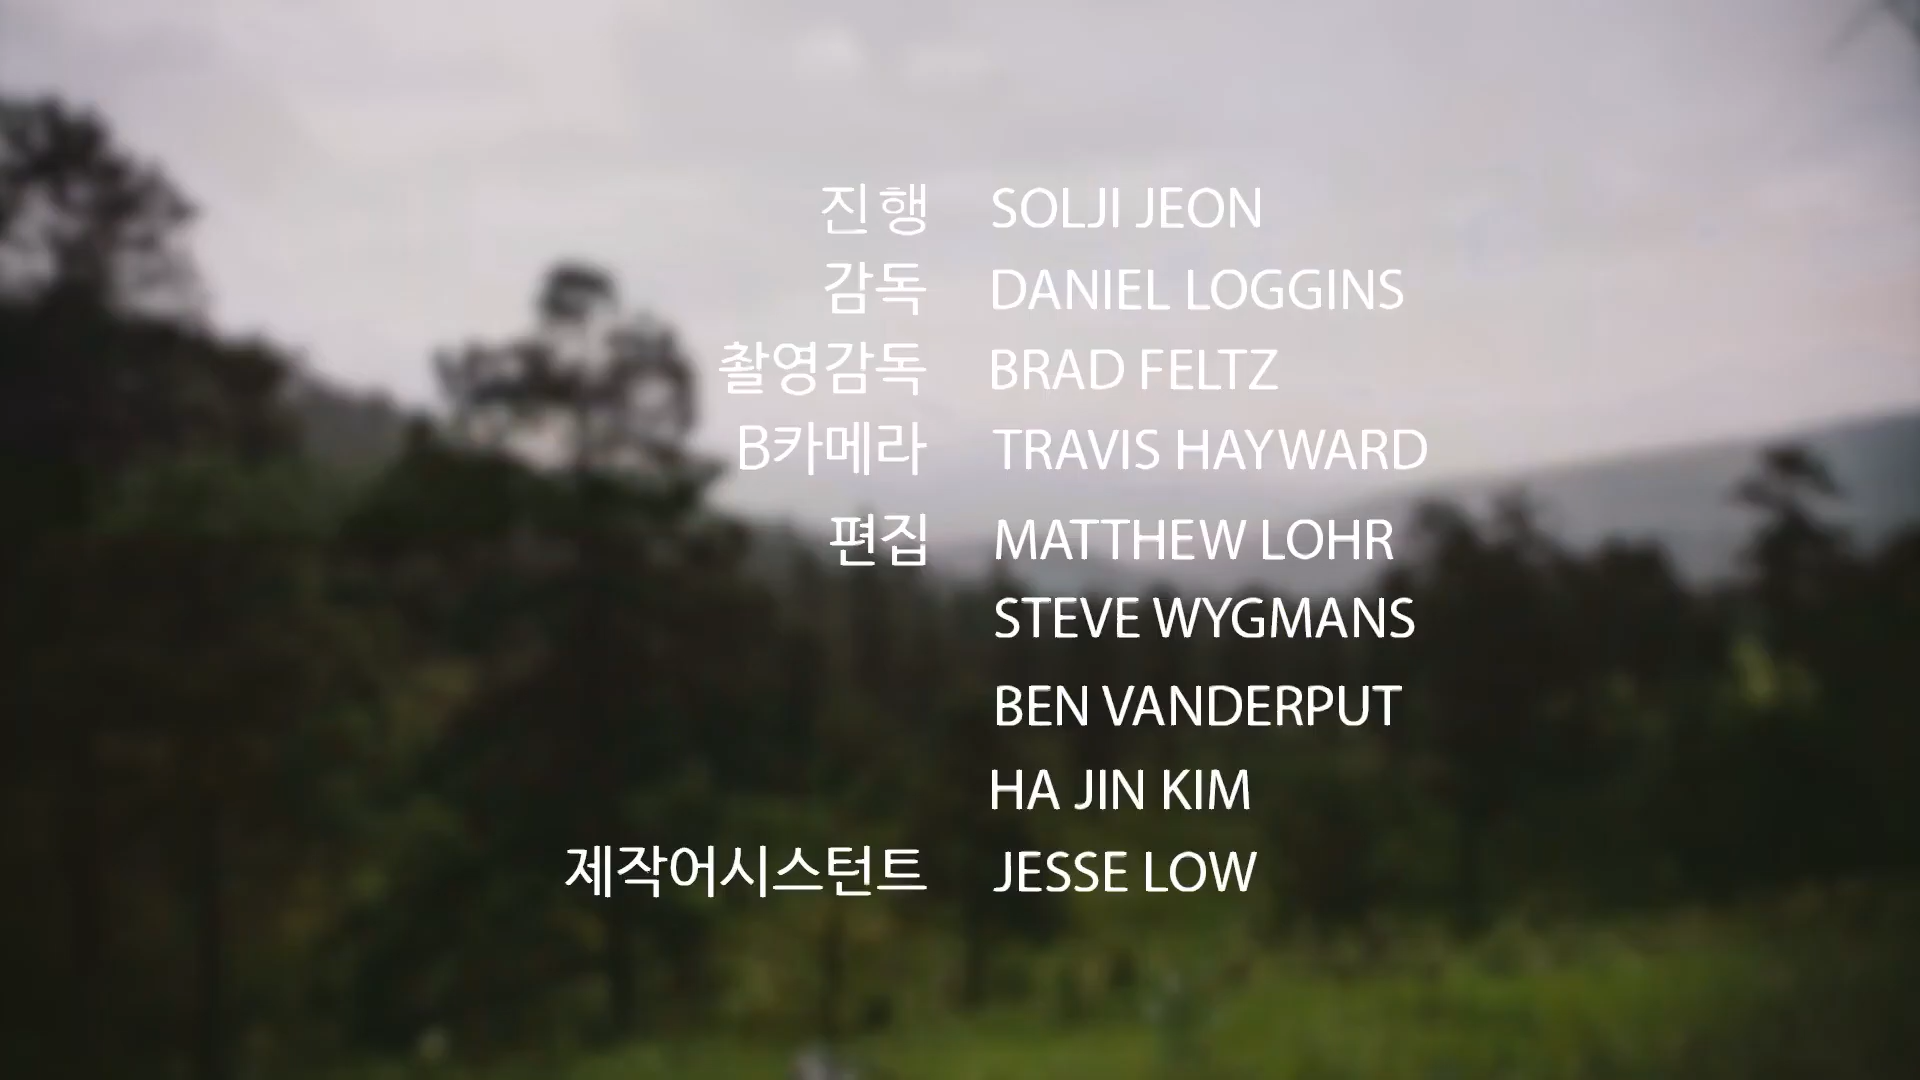 진행 SOLJI JEON
감독 DANIEL LOGGINS
촬영감독 BRAD FELTZ
B카메라 TRAVIS HAYWARD
편집 MATTHEW LOHR
STEVE WYGMANS
BEN VANDERPUT
HA JIN KIM
제작어시스턴트 JESSE LOW